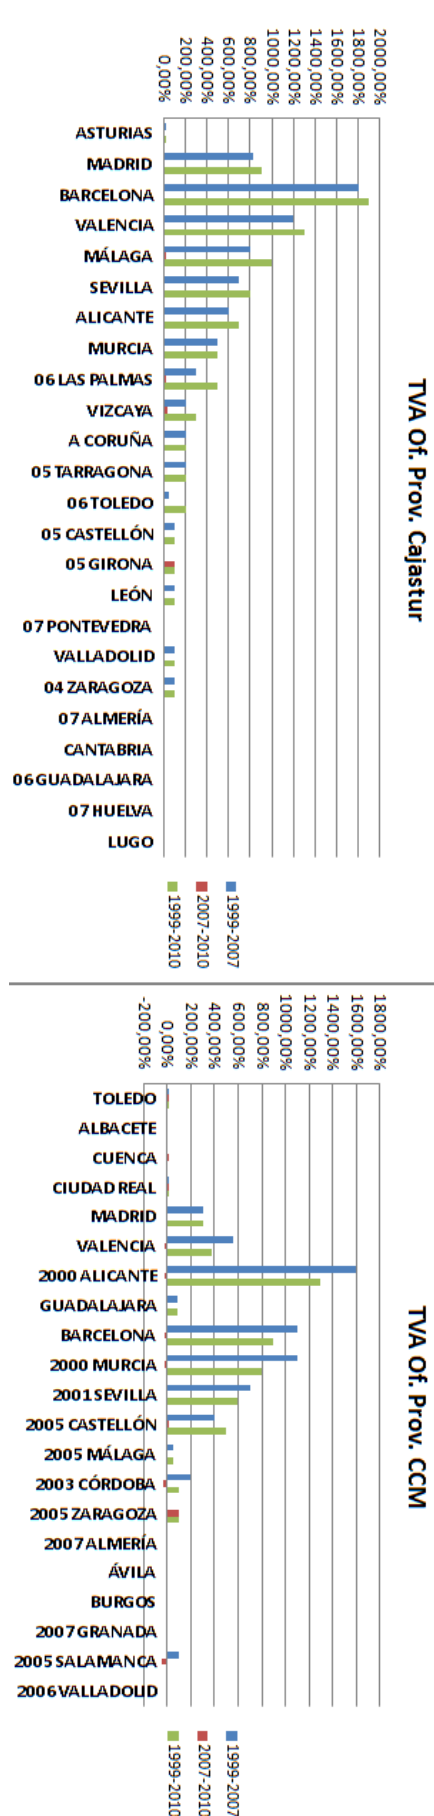 TVA Of. Prov. Cajastur
2000,00%
1800,00%
1600,00%
1400,00%
1200,00%
1000,00%
800,00%
600,00%
400,00%
200,00%
0,00%
ASTURIAS
MADRID
BARCELONA
VALENCIA
MÁLAGA
SEVILLA
ALICANTE
MURCIA
06 LAS PALMAS
VIZCAYA
A CORUÑA
05 TARRAGONA
06 TOLEDO
05 CASTELLÓN
05 GIRONA
LEÓN
07 PONTEVEDRA
VALLADOLID
04 ZARAGOZA
07 ALMERÍA
CANTABRIA
06 GUADALAJARA
07 HUELVA
LUGO
1999-2007
2007-2010
1999-2010
TVA Of. Prov. CCM
1800,00%
1600,00%
1400,00%
1200,00%
1000,00%
800,00%
600,00%
400,00%
200,00%
0,00%
-200,00%
TOLEDO
ALBACETE
CUENCA
CIUDAD REAL
MADRID
VALENCIA
2000 ALICANTE
GUADALAJARA
BARCELONA
2000 MURCIA
2001 SEVILLA
2005 CASTELLÓN
2005 MÁLAGA
2003 CÓRDOBA
2005 ZARAGOZA
2007 ALMERÍA
ÁVILA
BURGOS
2007 GRANADA
2005 SALAMANCA
2006 VALLADOLID
1999-2007
2007-2010
1999-2010